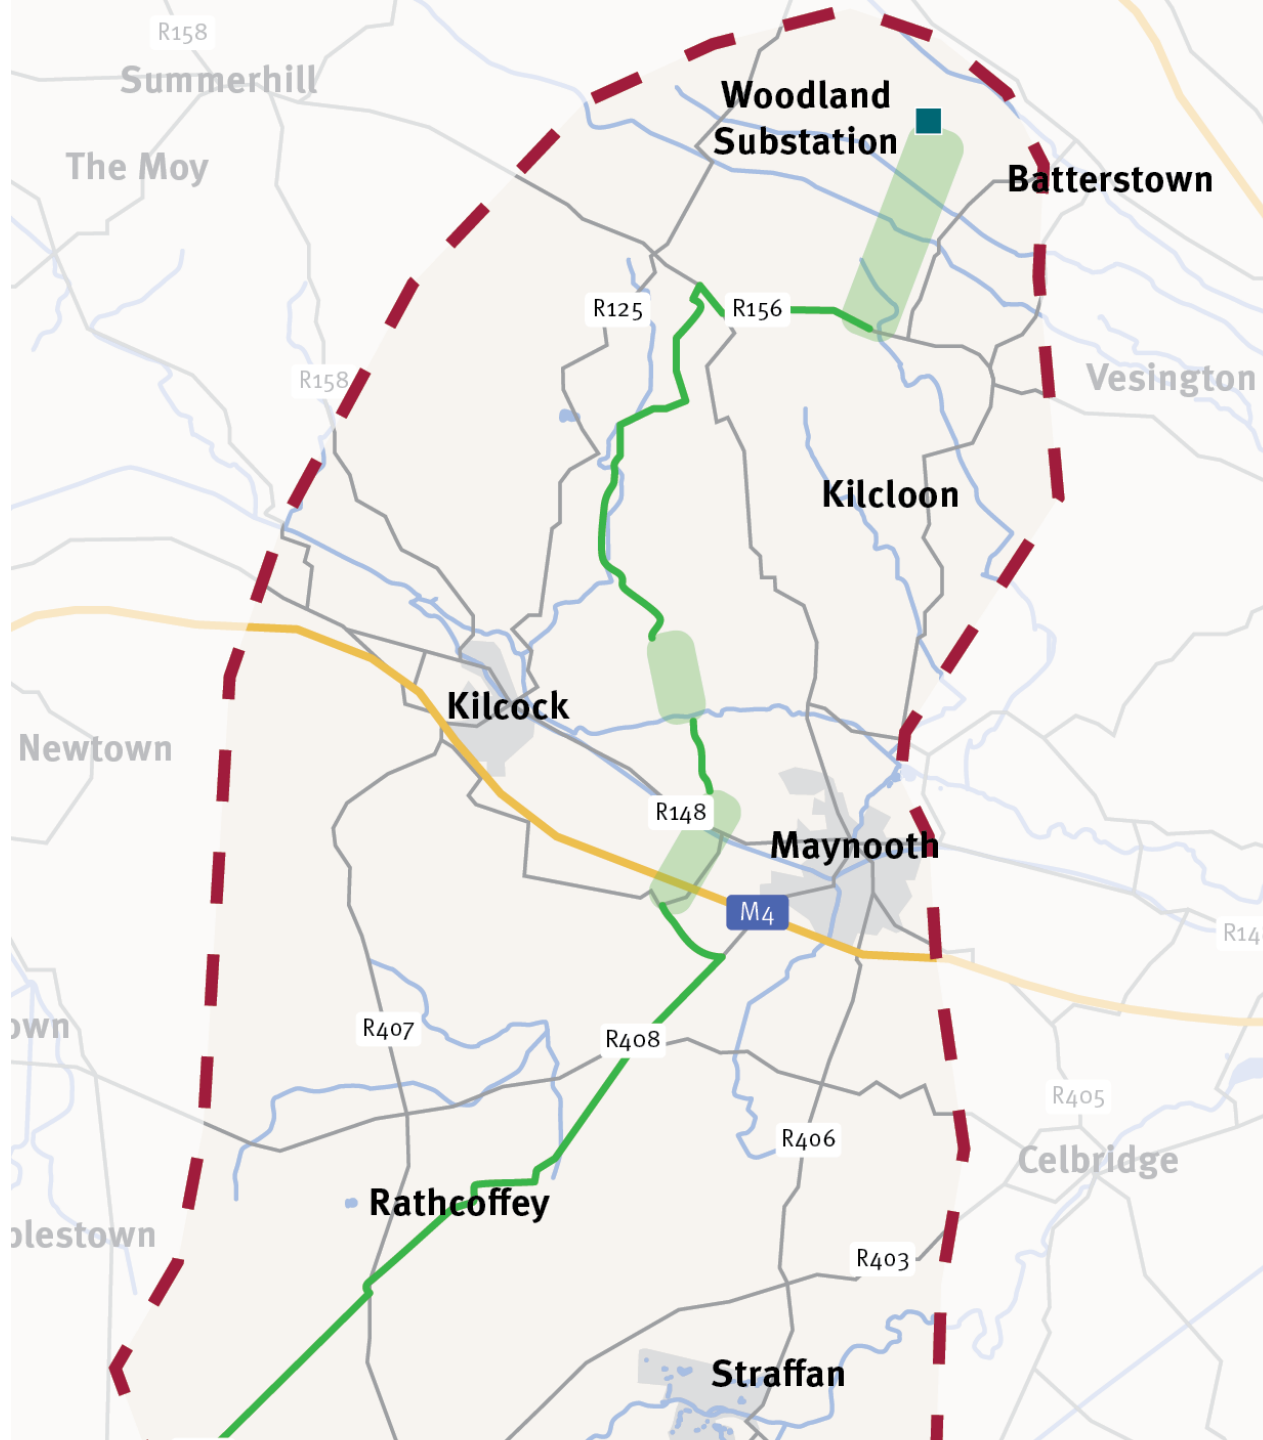 R158
Summerhill
Woodland
Substation
The Moy
Batterstown
R125
R156
R158
Vesington
Kilcloon
Kilcock
Newtown
R148
Maynooth
M4
R14
own
R407
R408
R405
R406
Celbridge
Rathcoffey
plestown
R403
Straffan